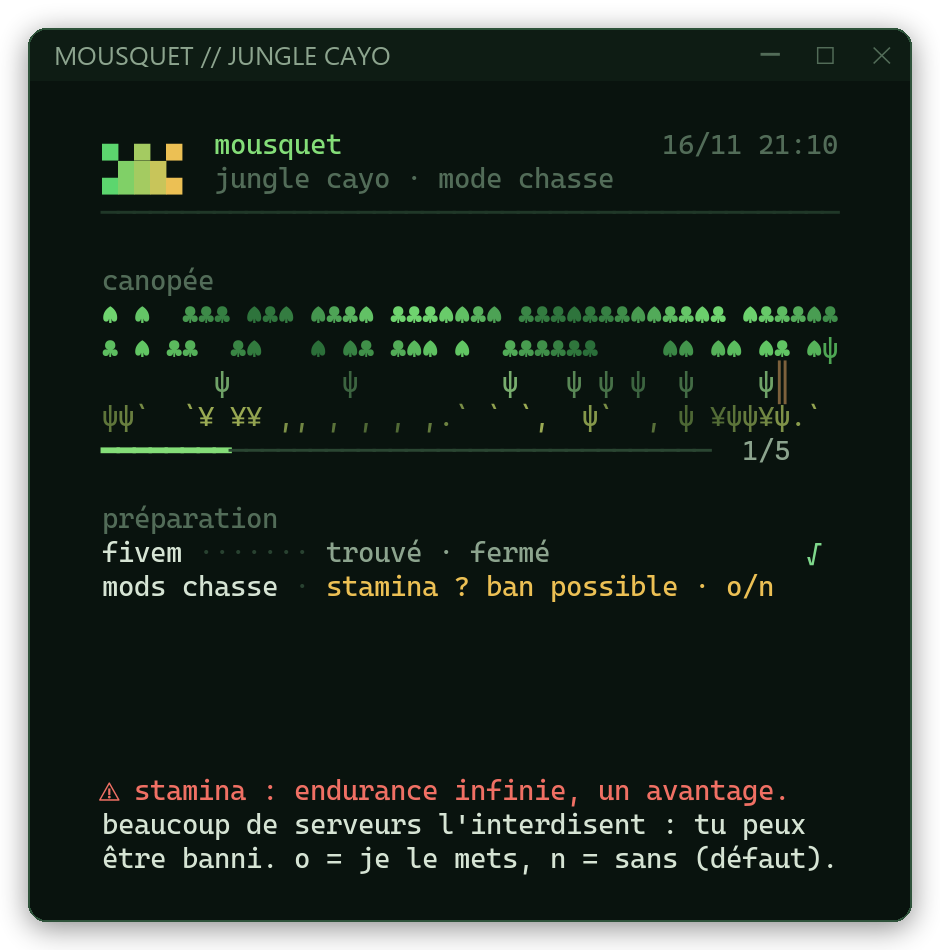 MOUSQUET // JUNGLE CAYO
mousquet 16/11 21:10
jungle cayo · mode chasse
canopée
♠ ♠  ♣♣♣ ♠♣♠ ♠♣♣♠ ♣♣♣♠♠♣♠ ♣♣♣♠♣♣♣♠♠♣♣♠♣ ♠♣♣♣♠♣
♣ ♠ ♣♣  ♣♠   ♠ ♠♣ ♣♠♠ ♠  ♣♣♣♣♣♣    ♠♠ ♠♠ ♠♣ ♠ψ
ψ       ψ         ψ   ψ ψ ψ  ψ    ψ‖
ψψ`  `¥ ¥¥ ,, , , , ,.` ` `,  ψ`  , ψ ¥ψψ¥ψ.`
1/5
préparation
fivem ······· trouvé · fermé √
mods chasse · stamina ? ban possible · o/n
⚠ stamina : endurance infinie, un avantage.
beaucoup de serveurs l'interdisent : tu peux
être banni. o = je le mets, n = sans (défaut).